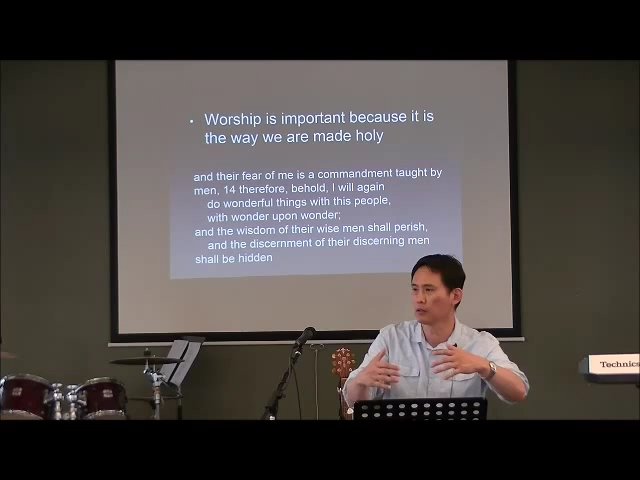 • Worship is important because it is
the way we are made holy
and their fear of me is a commandment taught by
men, 14 therefore, behold, I will again
do wonderful things with this people,
with wonder upon wonder;
and the wisdom of their wise men shall perish,
and the discernment of their discerning men
shall be hidden
Technics